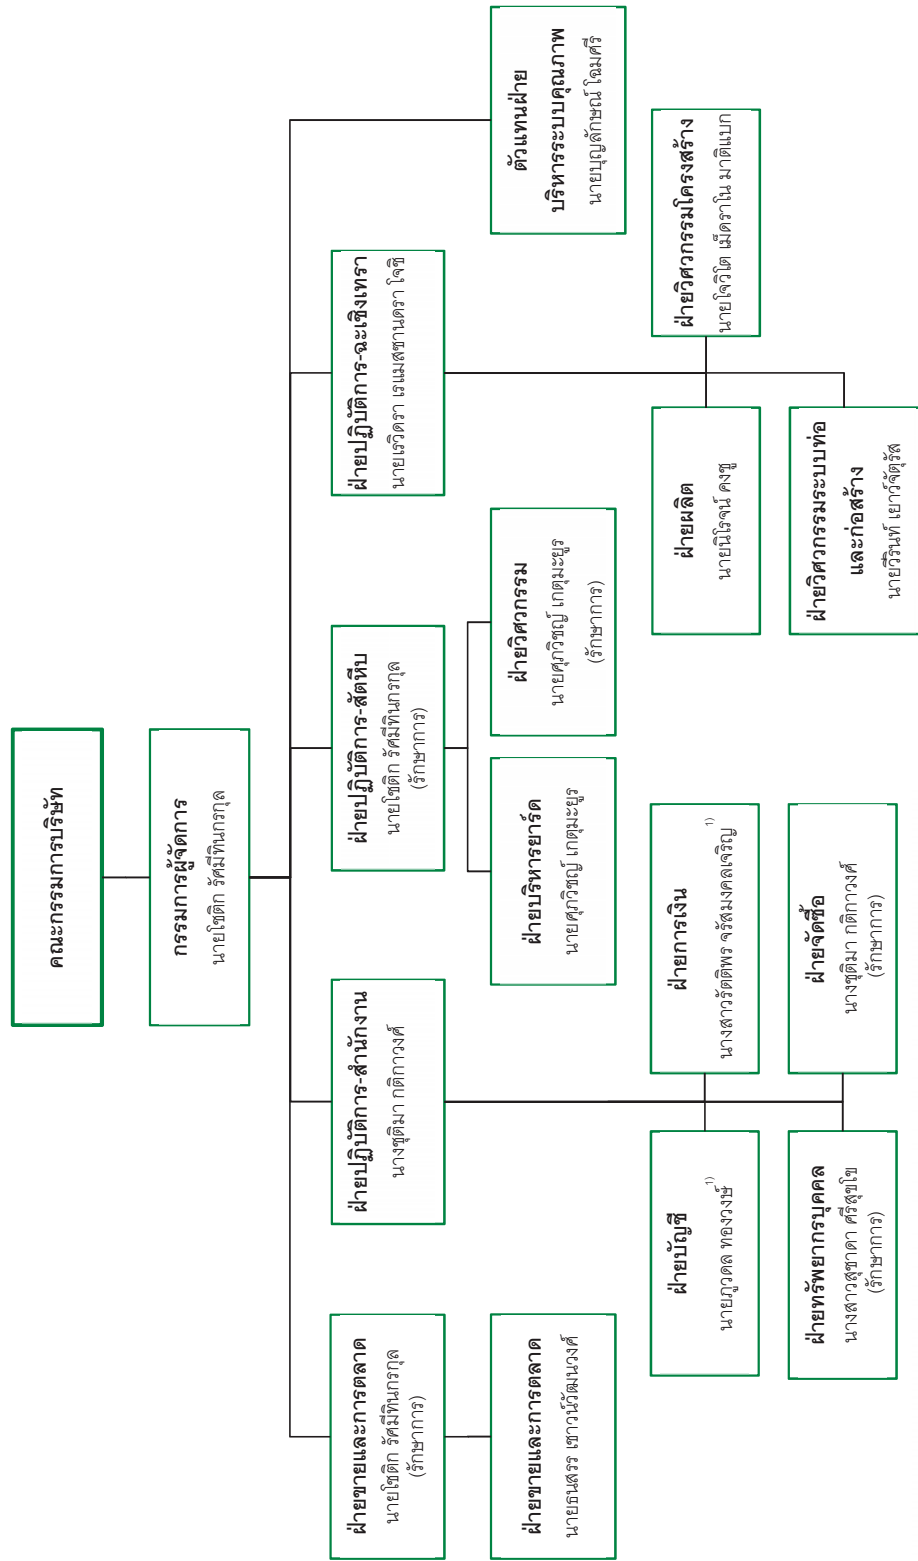 คณะกรรมการบริษัท
กรรมการผู้จัดการ
นายโชติก รัศมีทินกรกุล
ฝ่ายขายและการตลาด
นายโชติก รัศมีทินกรกุล
(รักษาการ)
ฝ่ายปฏิบัติการ-สำนักงาน
นางชุติมา กติกาวงศ์
ฝ่ายปฏิบัติการ-สัตหีบ
นายโชติก รัศมีทินกรกุล
(รักษาการ)
ฝ่ายปฏิบัติการ-ฉะเชิงเทรา
นายเรวิดรา เรแมสชานดรา โจชิ
ตัวแทนฝ่าย
บริหารระบบคุณภาพ
นายบุญลักษณ์ โฉมศรี
ฝ่ายขายและการตลาด
นายธนสรร เชาวน์วัฒนวงศ์
ฝ่ายบริหารยาร์ด
นายศุภวิชญ์ เกตุมะยูร
ฝ่ายวิศวกรรม
นายศุภวิชญ์ เกตุมะยูร
(รักษาการ)
ฝ่ายบัญชี
นายภูวดล ทองวงษ์ 1)
ฝ่ายการเงิน
นางสาวรัตติพร จรัสมงคลเจริญ 1)
ฝ่ายผลิต
นายนิโรจน์ คงชู
ฝ่ายวิศวกรรมโครงสร้าง
นายโจวิโต เม็ดราโน มาติแบก
ฝ่ายทรัพยากรบุคคล
นางสาวสุชาดา ศรีสุขโข
(รักษาการ)
ฝ่ายจัดซื้อ
นางชุติมา กติกาวงศ์
(รักษาการ)
ฝ่ายวิศวกรรมระบบท่อ
และก่อสร้าง
นายวีรินท์ เยาว์จัตุรัส